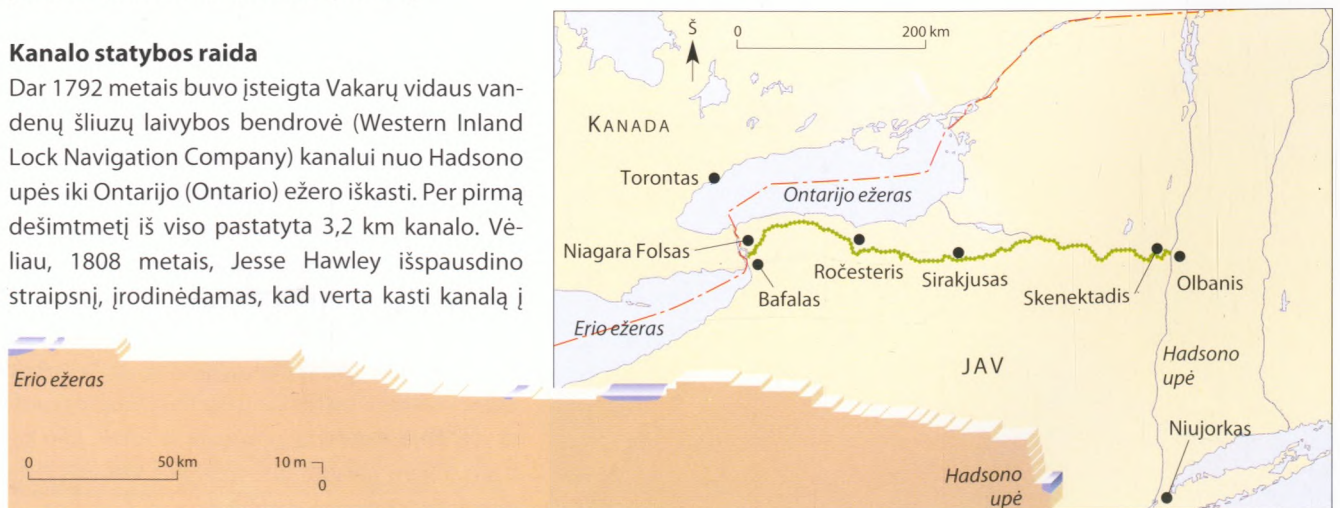 Kanalo statybos raida
Dar 1792 metais buvo įsteigta Vakarų vidaus van-
denų šliuzų laivybos bendrovė (Western Inland
Lock Navigation Company) kanalui nuo Hadsono
upės iki Ontarijo (Ontario) ežero iškasti. Per pirmą
dešimtmetį iš viso pastatyta 3,2 km kanalo. Vė-
liau, 1808 metais, Jesse Hawley išspausdino
straipsnį, įrodinėdamas, kad verta kasti kanalą į
Š
0
200 km
KANADA
Torontas
Ontarijo ežeras
Niagara Folsas
Bafalas
Ročesteris
Sirakjusas
Skenektadis
Olbanis
Erio ežeras
JAV
Hadsono
upė
Niujorkas
Erio ežeras
0
50 km
10 m
0
Hadsono
upė